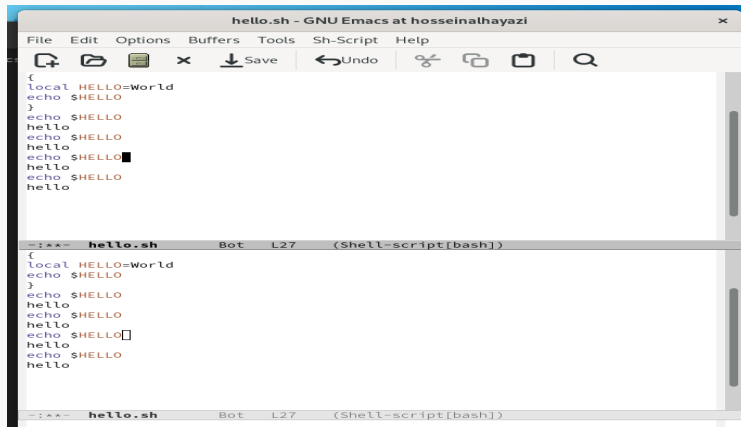 hello.sh - GNU Emacs at hosseinalhayazi
File Edit Options Buffers Tools Sh-Script Help
Save Undo
{
local HELLO=World
echo $HELLO
}
echo $HELLO
hello
echo $HELLO
hello
echo $HELLO
hello
echo $HELLO
hello
-:**- hello.sh Bot L27 (Shell-script[bash])
{
local HELLO=World
echo $HELLO
}
echo $HELLO
hello
echo $HELLO
hello
echo $HELLO
hello
echo $HELLO
hello
-:**- hello.sh Bot L27 (Shell-script[bash])